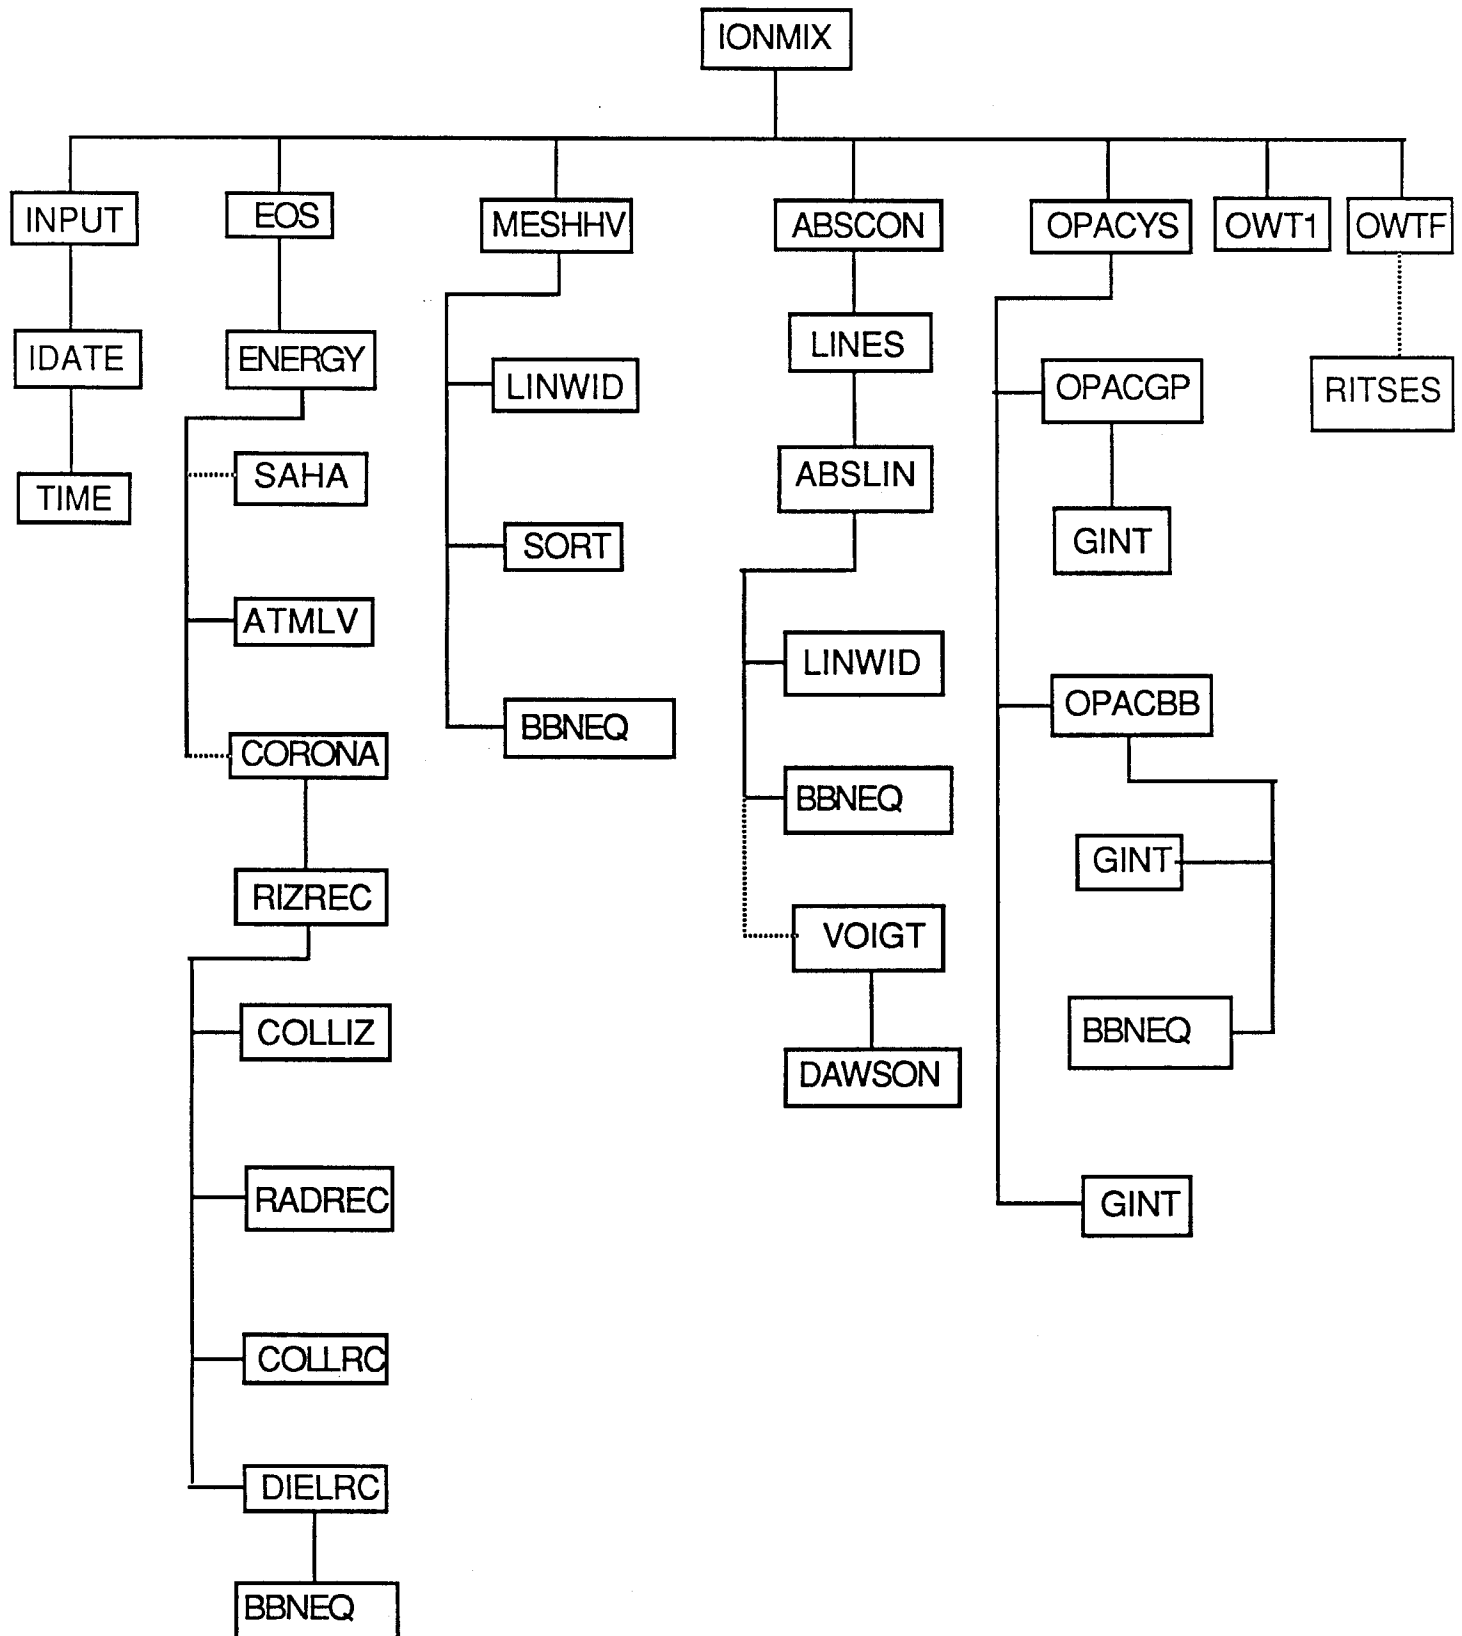 IONMIX
INPUT
EOS
MESHHV
ABSCON
OPACYS
OWT1
OWTF
IDATE
ENERGY
LINWID
LINES
OPACGP
RITSES
TIME
SAHA
SORT
ABSLIN
GINT
ATMLV
BBNEQ
LINWID
OPACBB
CORONA
BBNEQ
GINT
RIZREC
VOIGT
BBNEQ
COLLIZ
DAWSON
GINT
RADREC
COLLRC
DIELRC
BBNEQ